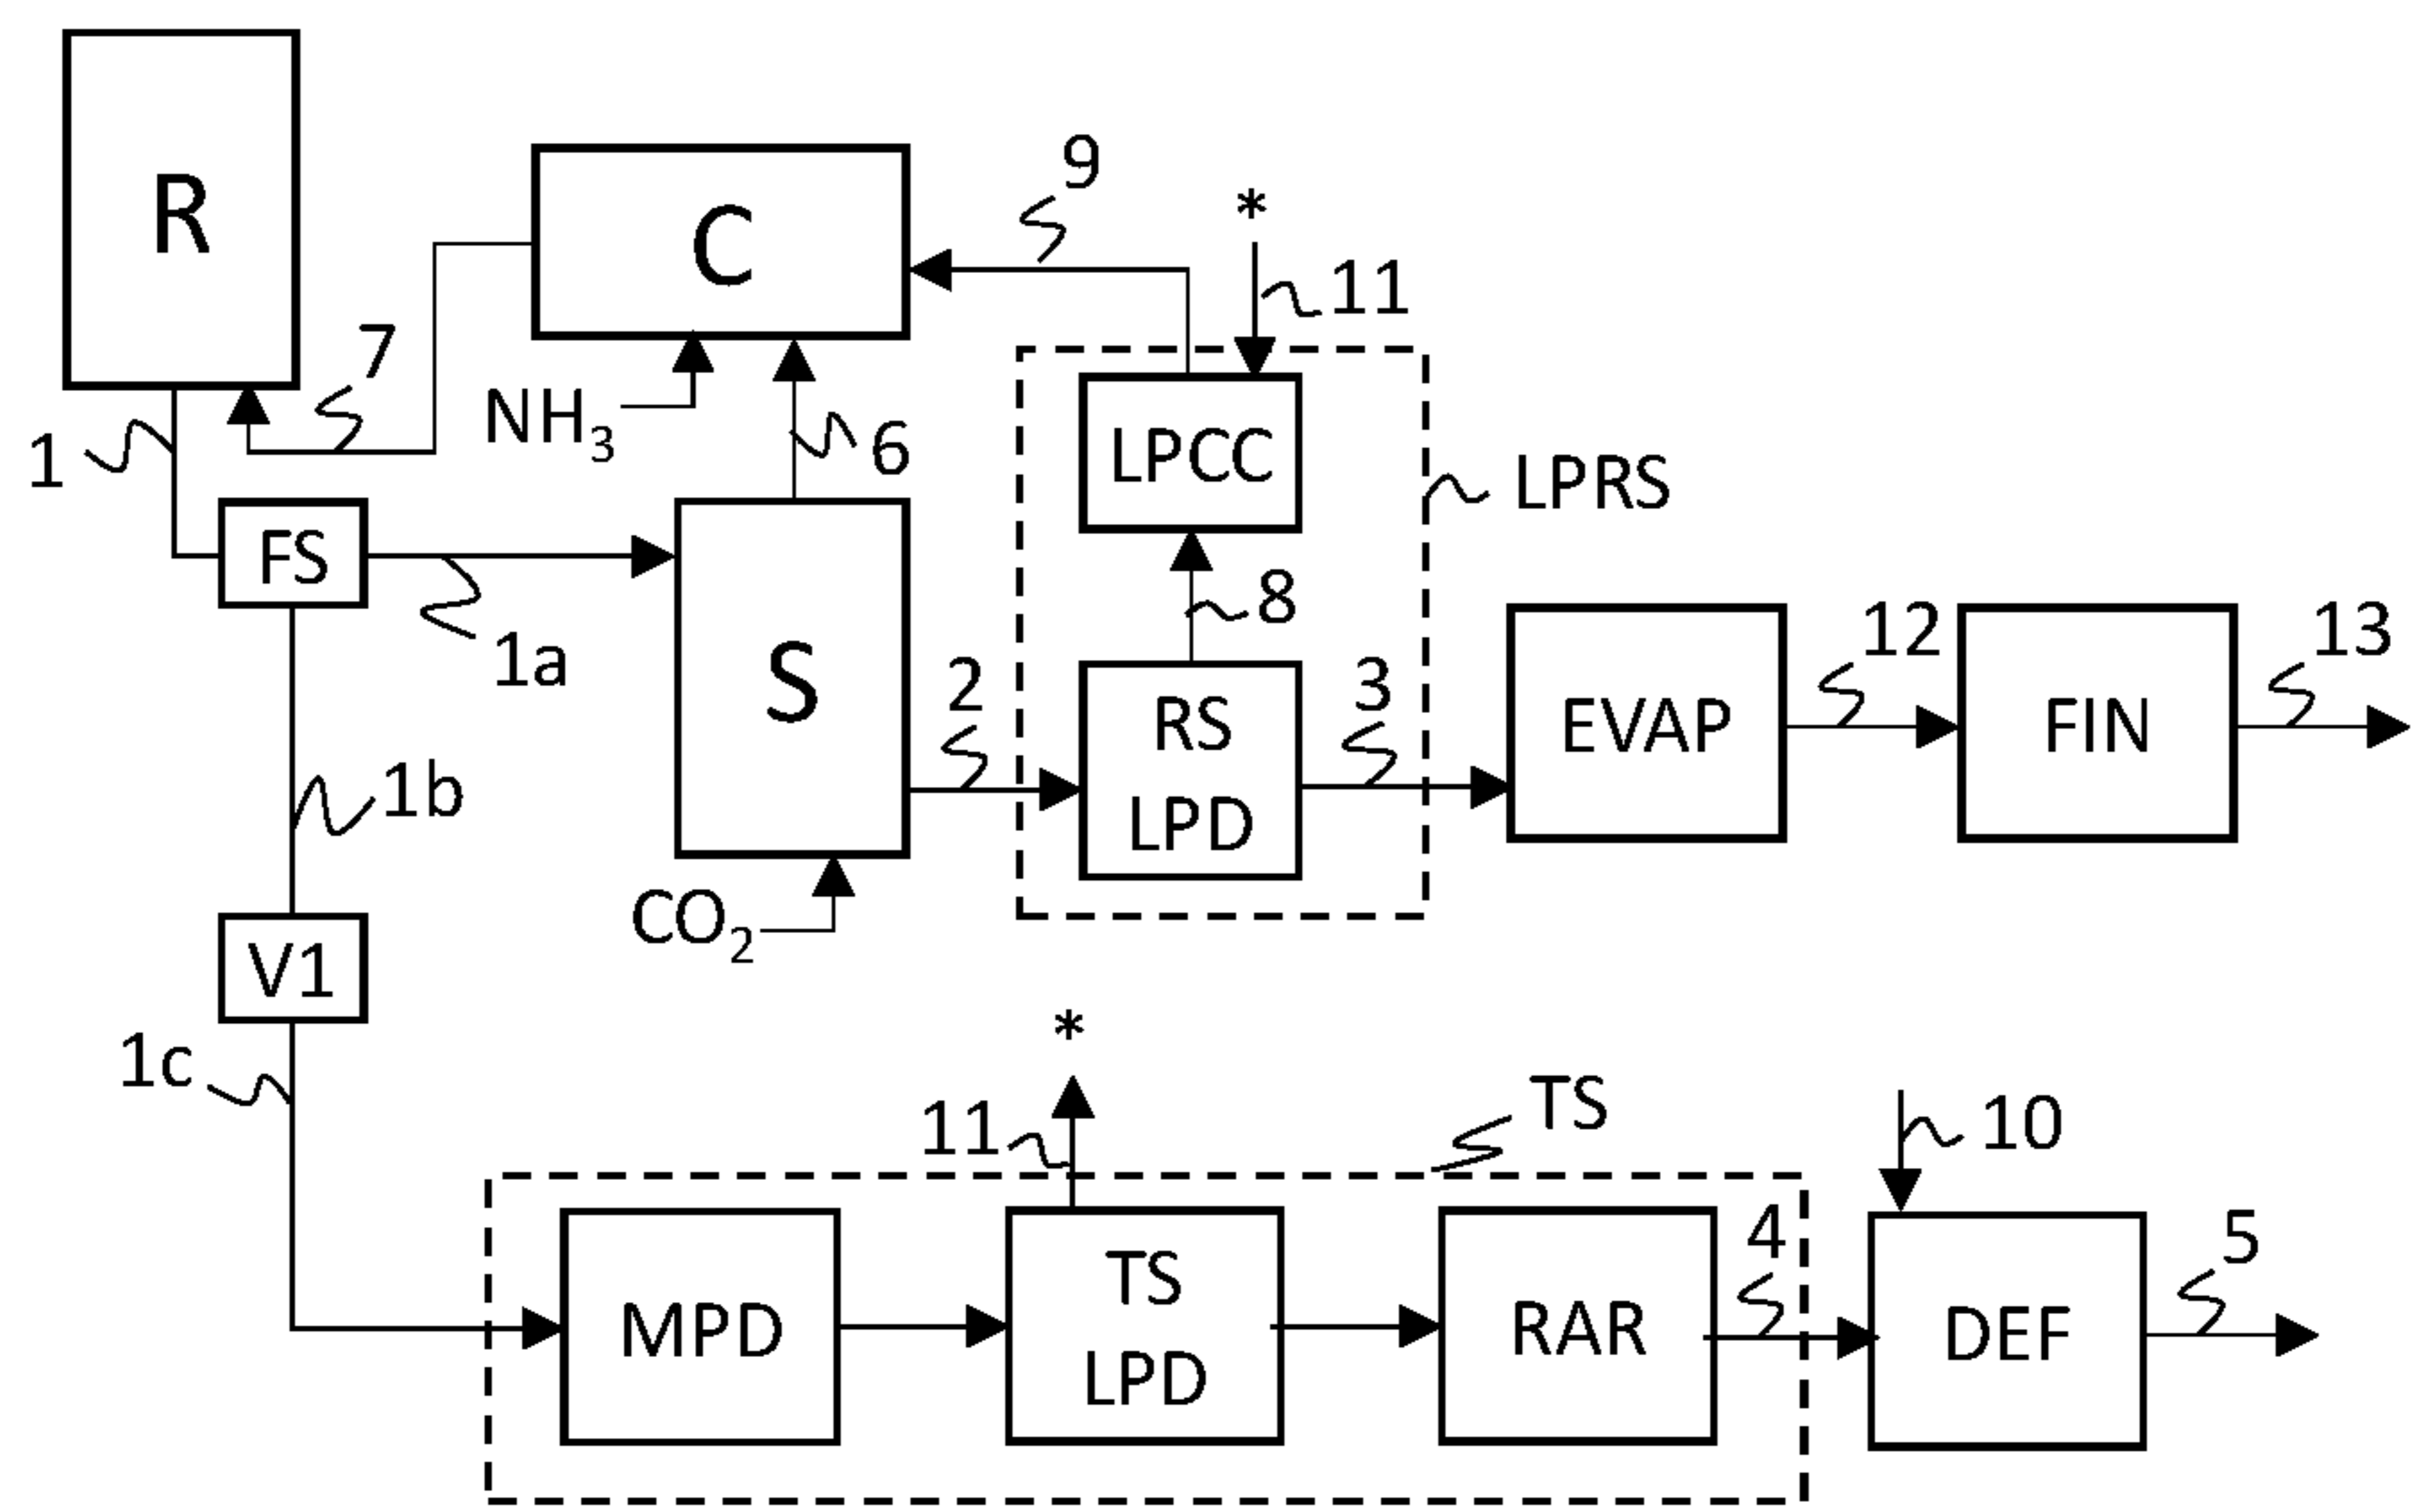 R
C
9
*
11
7
NH3
6
1
LPCC
LPRS
FS
1a
8
S
2
RS
LPD
3
EVAP
12
FIN
13
1b
CO2
V1
1c
*
11
TS
10
MPD
TS
LPD
RAR
4
DEF
5